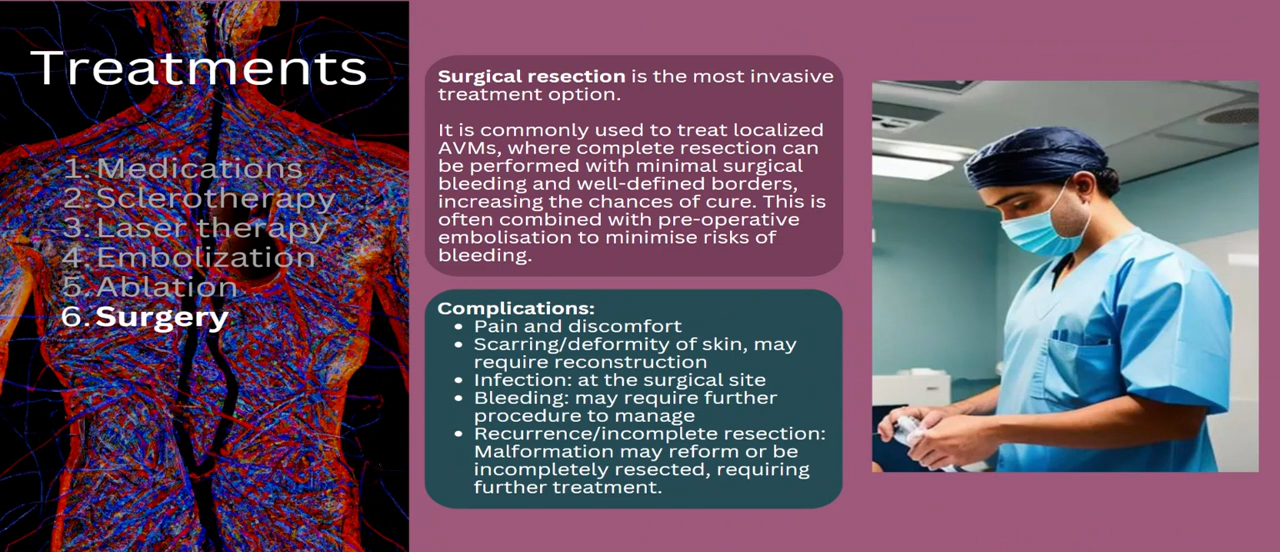 Treatments
1. Medications
2. Sclerotherapy
3. Laser therapy
4. Embolization
5. Ablation
6. Surgery
Surgical resection is the most invasive
treatment option.
It is commonly used to treat localized
AVMs, where complete resection can
be performed with minimal surgical
bleeding and well-defined borders,
increasing the chances of cure. This is
often combined with pre-operative
embolisation to minimise risks of
bleeding.
Complications:
• Pain and discomfort
• Scarring/deformity of skin, may
require reconstruction
• Infection: at the surgical site
• Bleeding: may require further
procedure to manage
• Recurrence/incomplete resection:
Malformation may reform or be
incompletely resected, requiring
further treatment.